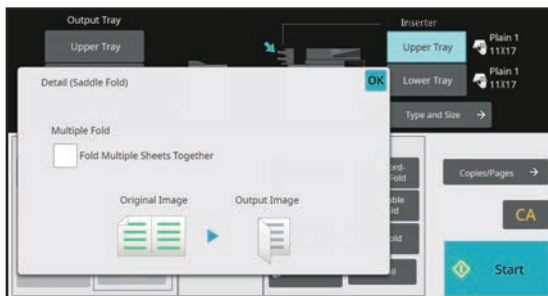 Output Tray
Upper Tray
Inserter
Upper Tray
Plain 1
11X17
Lower Tray
Plain 1
11X17
Type and Size
Detail (Saddle Fold)
OK
Multiple Fold
Fold Multiple Sheets Together
Original Image
Output Image
Copies/Pages
CA
Start